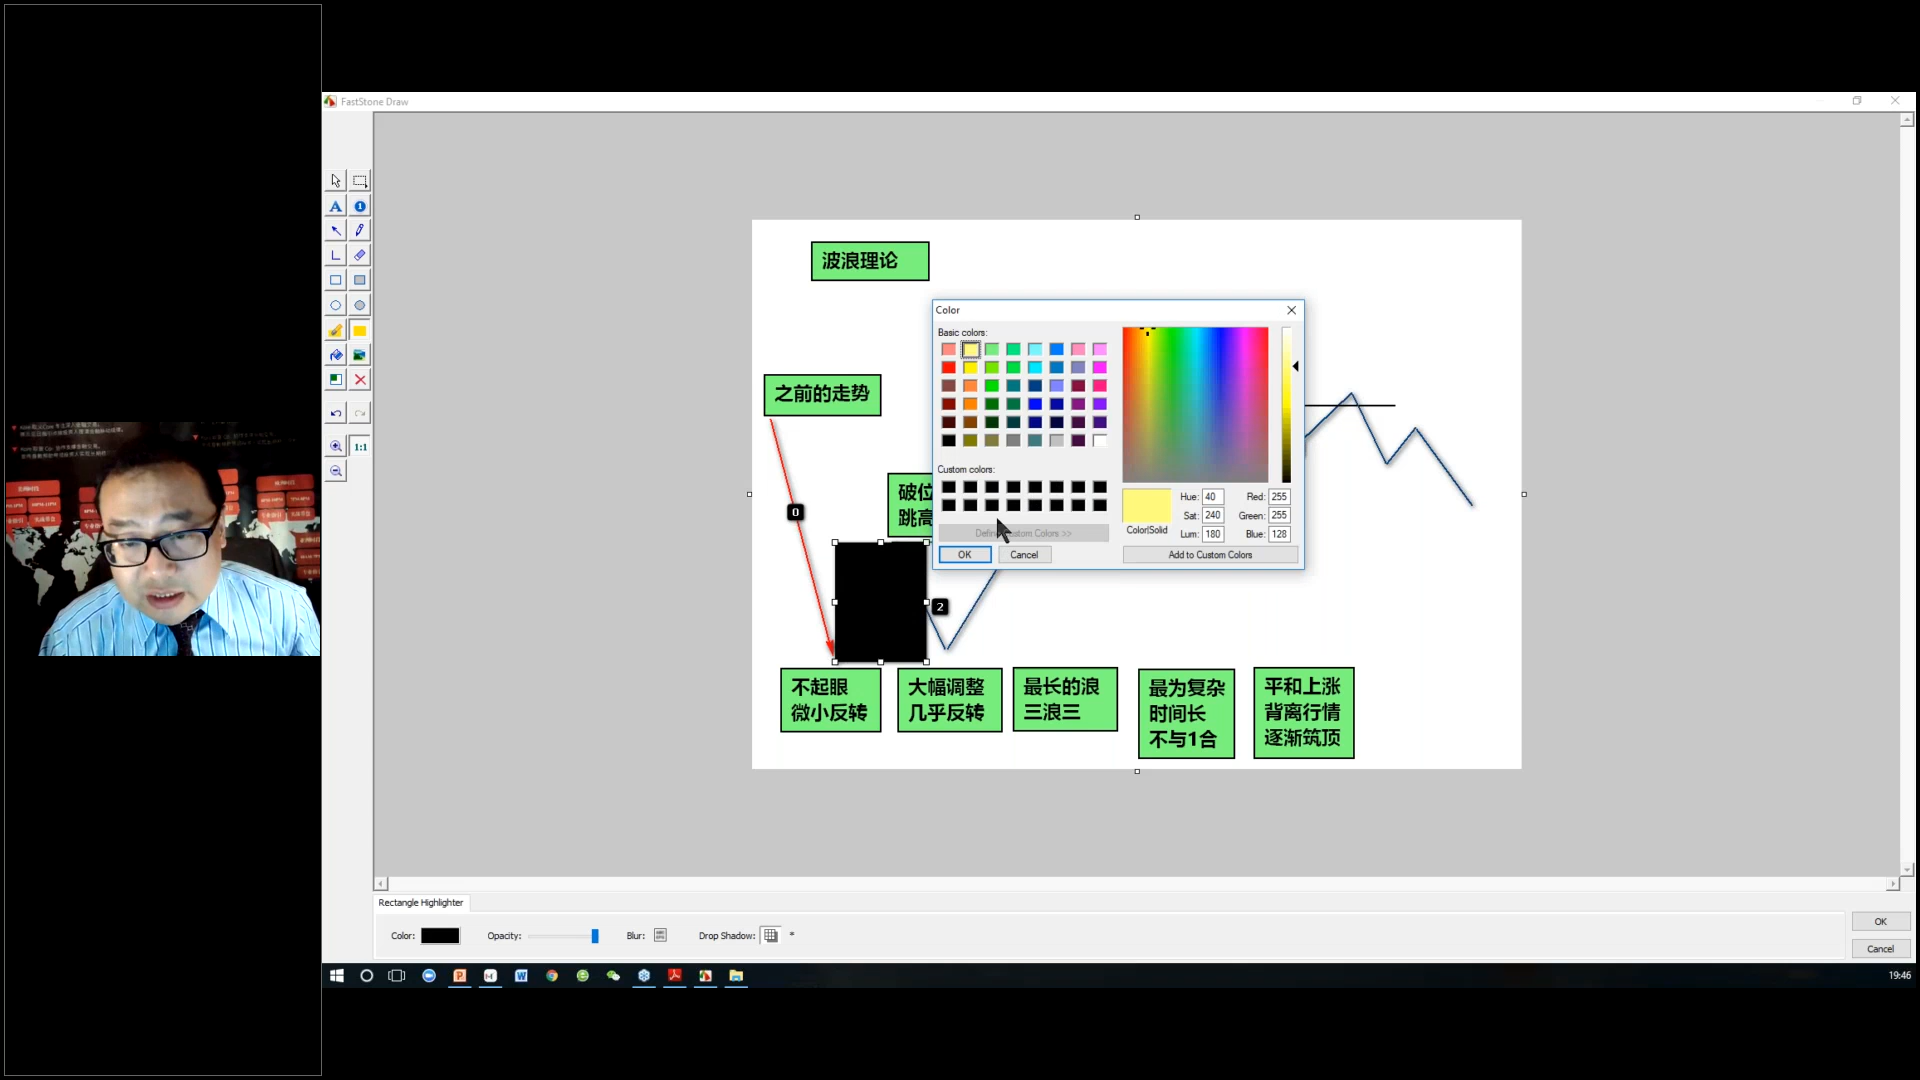 FastStone Draw
波浪理论
Color
Basic colors:
之前的走势
Custom colors:
破位
跳高
0
Hue: 40
Red: 255
Sat: 240
Green: 255
Color|Solid
Lum: 180
Blue: 128
Define Custom Colors >>
OK
Cancel
Add to Custom Colors
2
1:1
不起眼
微小反转
大幅调整
几乎反转
最长的浪
三浪三
最为复杂
时间长
不与1合
平和上涨
背离行情
逐渐筑顶
Rectangle Highlighter
Color:
Opacity:
Blur:
Drop Shadow:
*
OK
Cancel
19:46